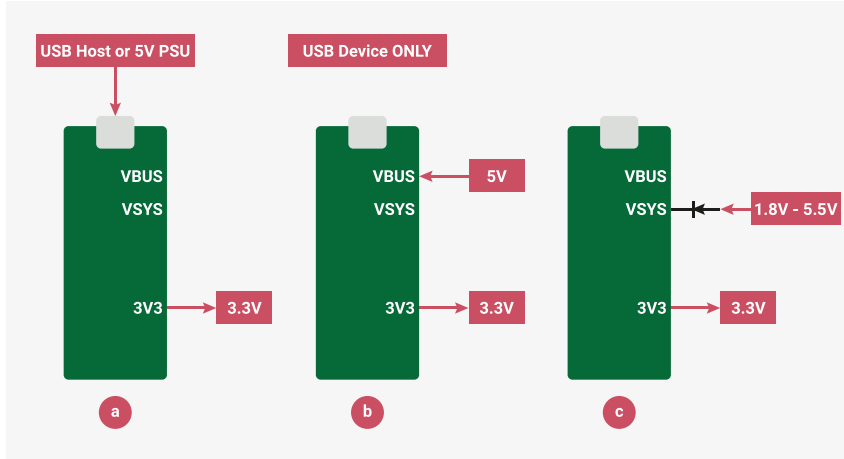 USB Host or 5V PSU
USB Device ONLY
VBUS
VSYS
3V3
3.3V
a
VBUS
5V
VSYS
3V3
3.3V
b
VBUS
VSYS
1.8V - 5.5V
3V3
3.3V
c